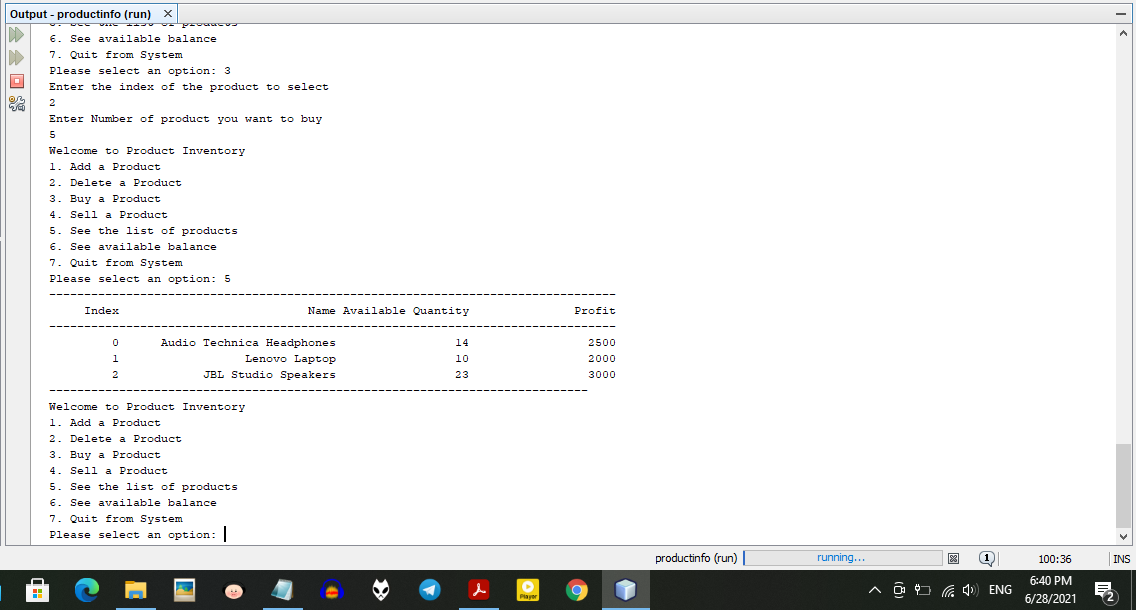 Output - productinfo (run)
5. See the list of products
6. See available balance
7. Quit from System
Please select an option: 3
Enter the index of the product to select
2
Enter Number of product you want to buy
5
Welcome to Product Inventory
1. Add a Product
2. Delete a Product
3. Buy a Product
4. Sell a Product
5. See the list of products
6. See available balance
7. Quit from System
Please select an option: 5
---------------------------------------------------------------------------------
Index Name Available Quantity Profit
---------------------------------------------------------------------------------
0 Audio Technica Headphones 14 2500
1 Lenovo Laptop 10 2000
2 JBL Studio Speakers 23 3000
-----------------------------------------------------------------------------
Welcome to Product Inventory
1. Add a Product
2. Delete a Product
3. Buy a Product
4. Sell a Product
5. See the list of products
6. See available balance
7. Quit from System
Please select an option:
productinfo (run) running... 1 100:36 INS
Player
ENG
6:40 PM
6/28/2021
2